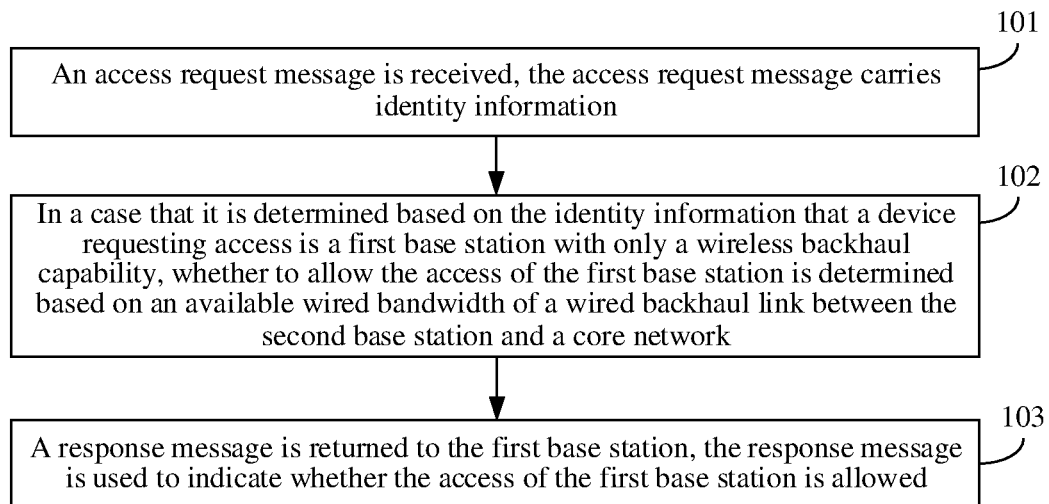 101
An access request message is received, the access request message carries
identity information
102
In a case that it is determined based on the identity information that a device
requesting access is a first base station with only a wireless backhaul
capability, whether to allow the access of the first base station is determined
based on an available wired bandwidth of a wired backhaul link between the
second base station and a core network
103
A response message is returned to the first base station, the response message
is used to indicate whether the access of the first base station is allowed